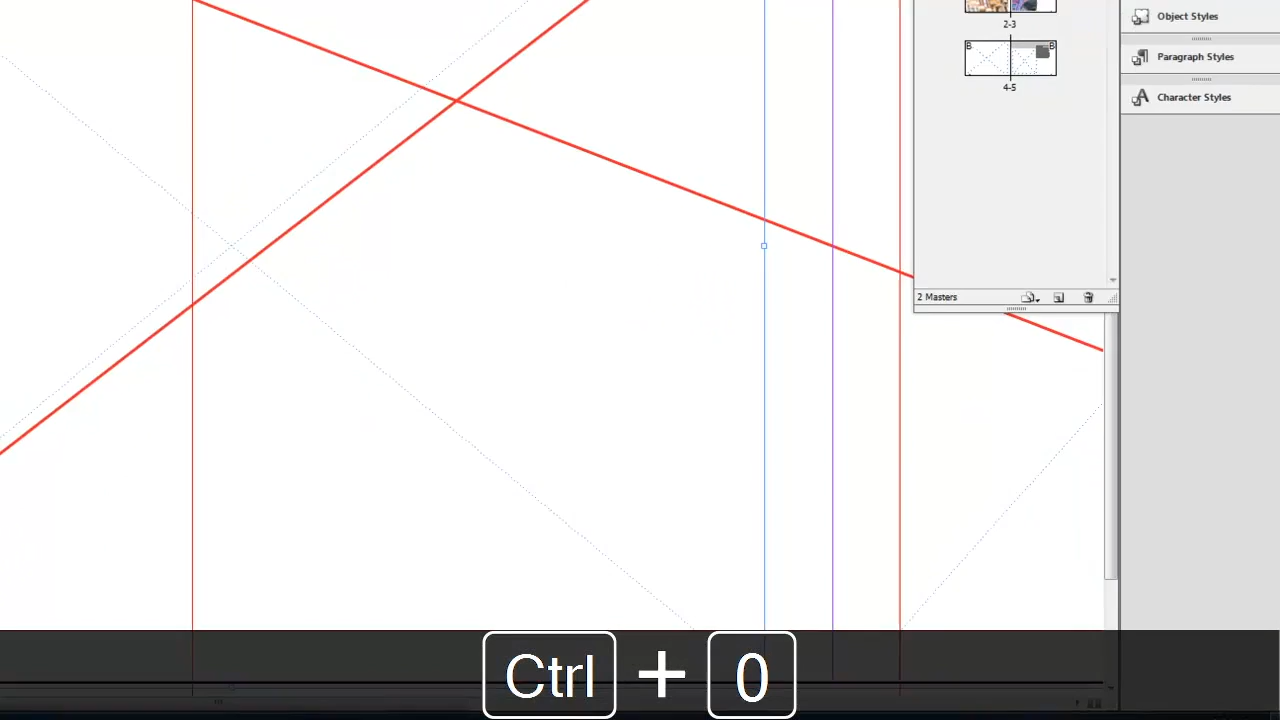 2-3
Object Styles
B B
4-5
Paragraph Styles
Character Styles
2 Masters
Ctrl + 0